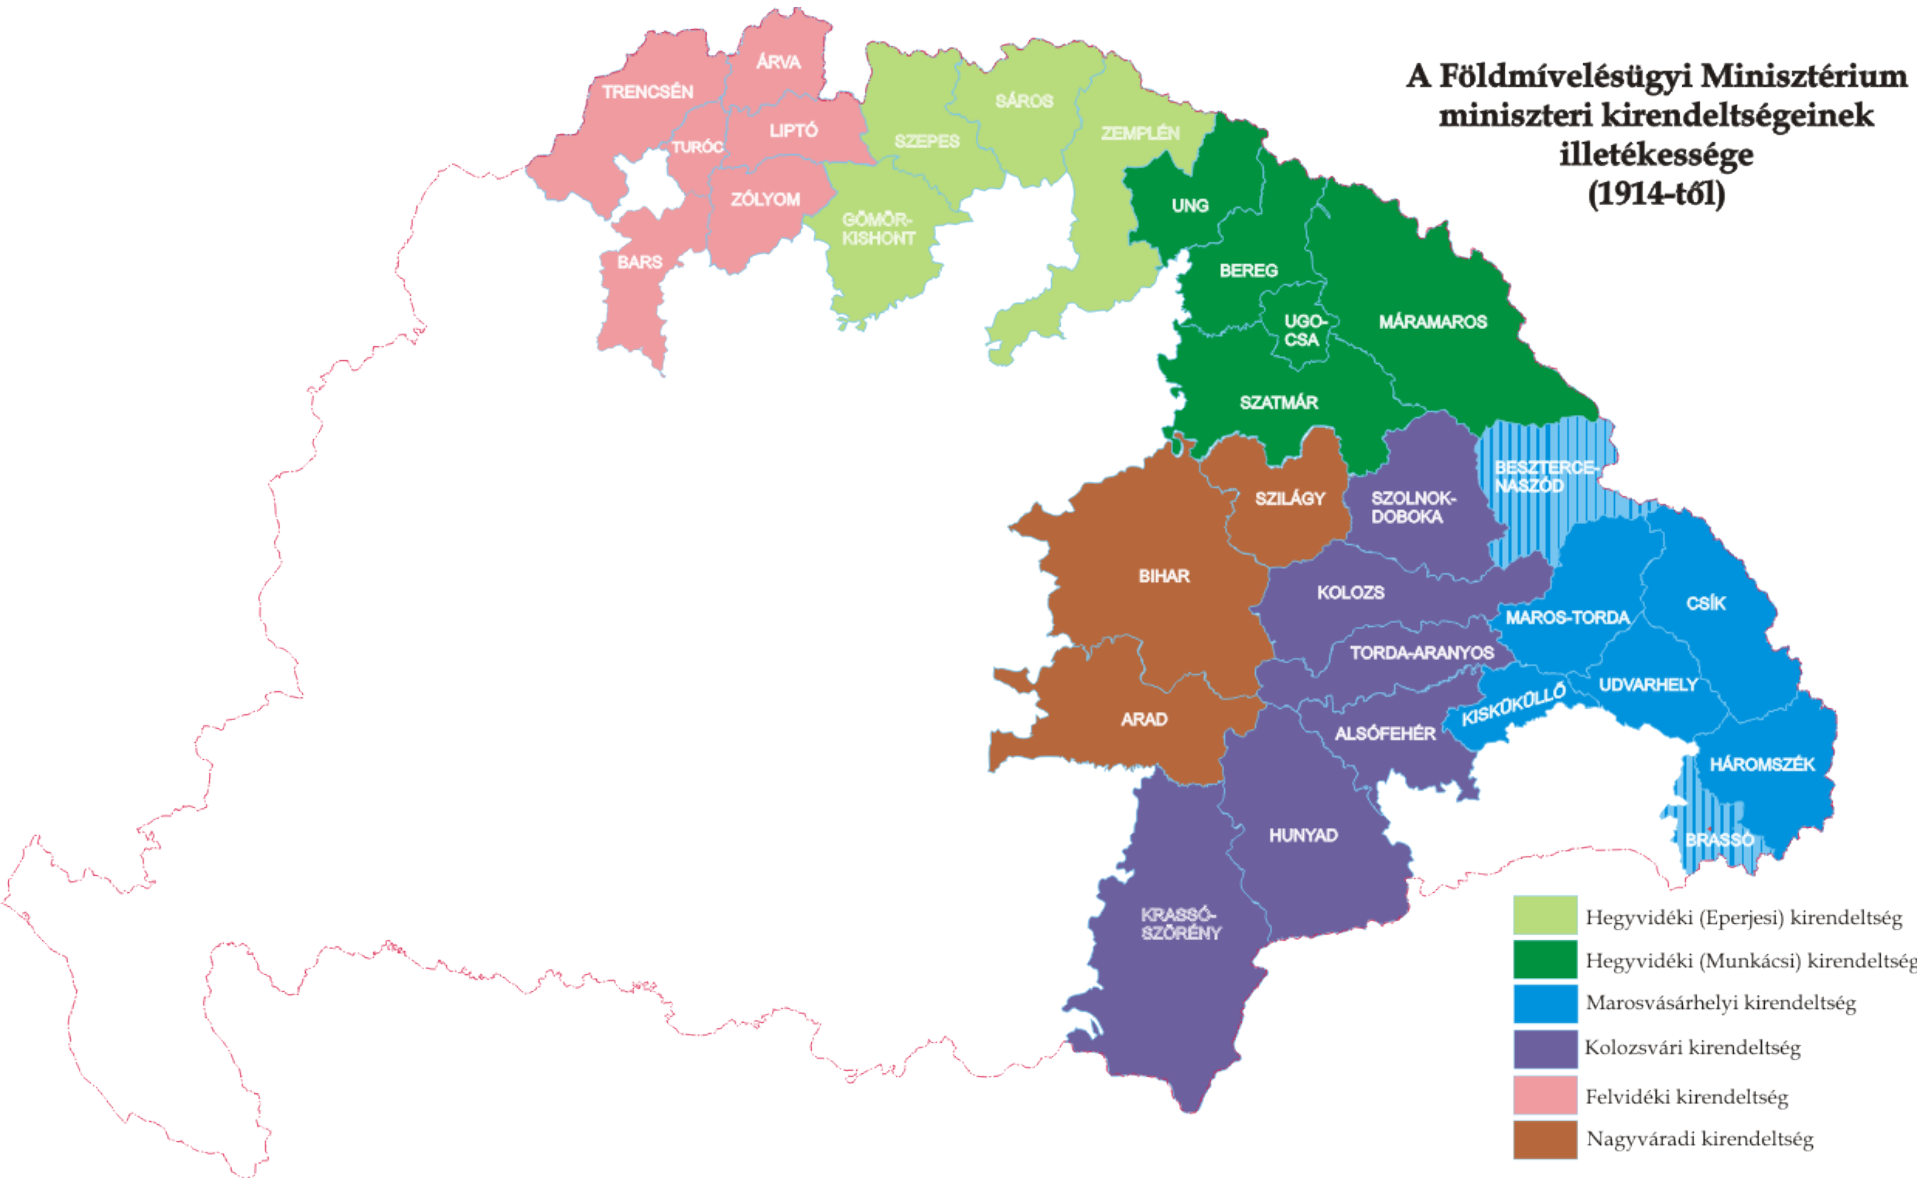 A Földmívelésügyi Minisztérium
miniszteri kirendeltségeinek
illetékessége
(1914-től)
ÁRVA
TRENCSÉN
LIPTÓ
TURÓC
ZÓLYOM
BARS
SZEPES
SÁROS
ZEMPLÉN
GÖMÖR-
KISHONT
UNG
BEREG
UGO-
CSA
MÁRAMAROS
SZATMÁR
BESZTERCE-
NASZÓD
SZILÁGY
SZOLNOK-
DOBOKA
BIHAR
KOLOZS
MAROS-TORDA
CSÍK
TORDA-ARANYOS
UDVARHELY
KISKÜKÜLLŐ
ARAD
ALSÓFEHÉR
HÁROMSZÉK
HUNYAD
BRASSÓ
KRASSÓ-
SZÖRÉNY
Hegyvidéki (Eperjesi) kirendeltség
Hegyvidéki (Munkácsi) kirendeltség
Marosvásárhelyi kirendeltség
Kolozsvári kirendeltség
Felvidéki kirendeltség
Nagyváradi kirendeltség